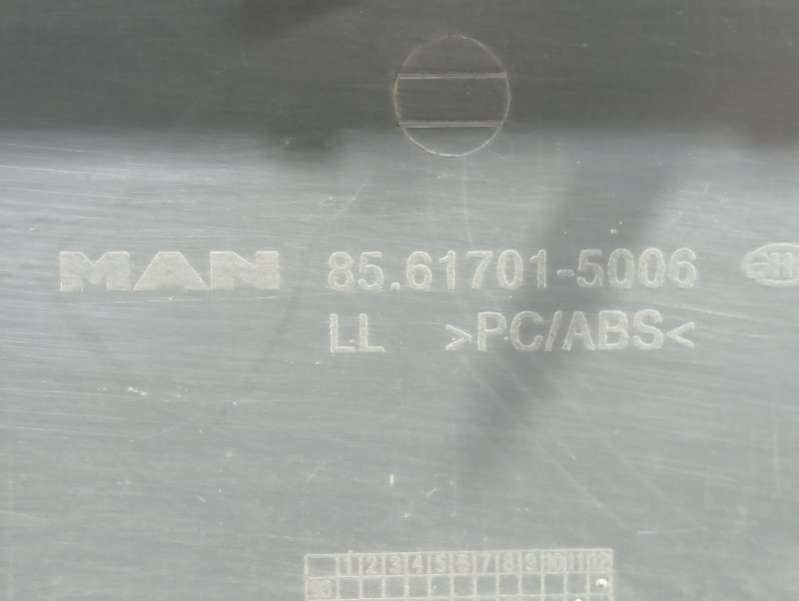 MAN 85.61701-5006
LL >PC/ABS<
1 2 3 4 5 6 7 8 9 10 11 12